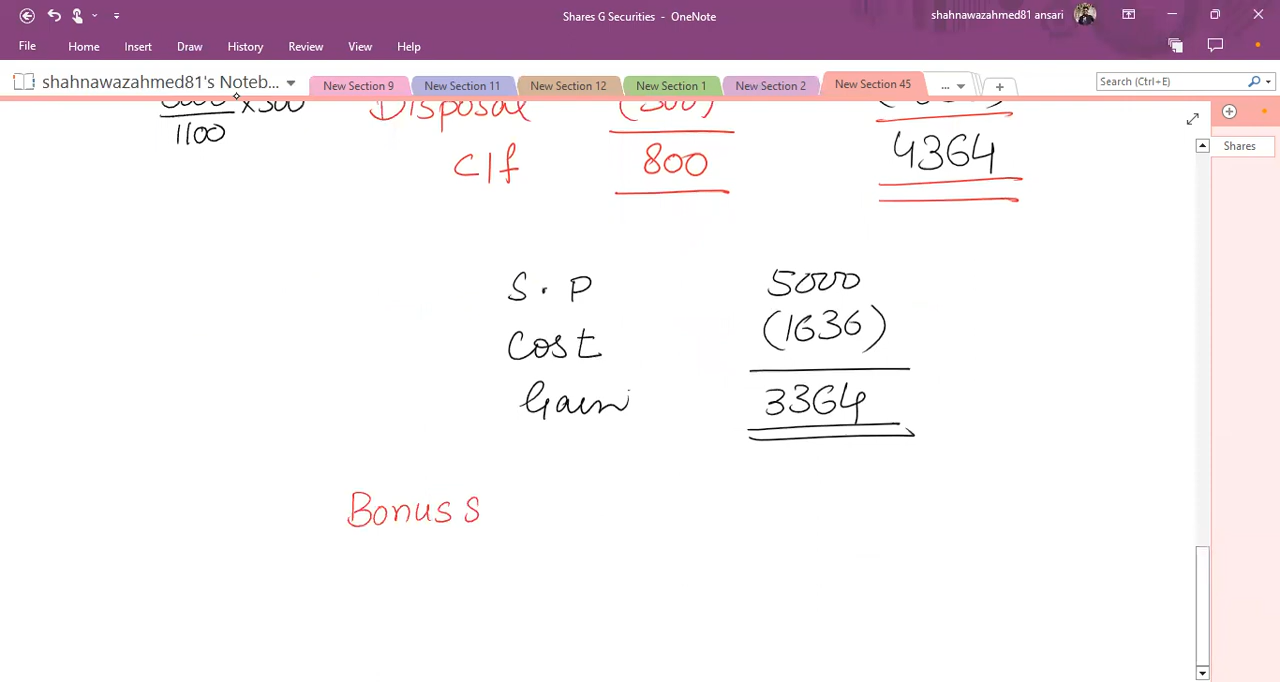 Shares G Securities - OneNote
shahnawazahmed81 ansari
File Home Insert Draw History Review View Help
shahnawazahmed81's Noteb...
New Section 9
New Section 11
New Section 12
New Section 1
New Section 2
New Section 45
...
Search (Ctrl+E)
Shares
1100
Disposal
C/f 800 4364
S.P 5000
Cost (1636)
Gain 3364
Bonus S